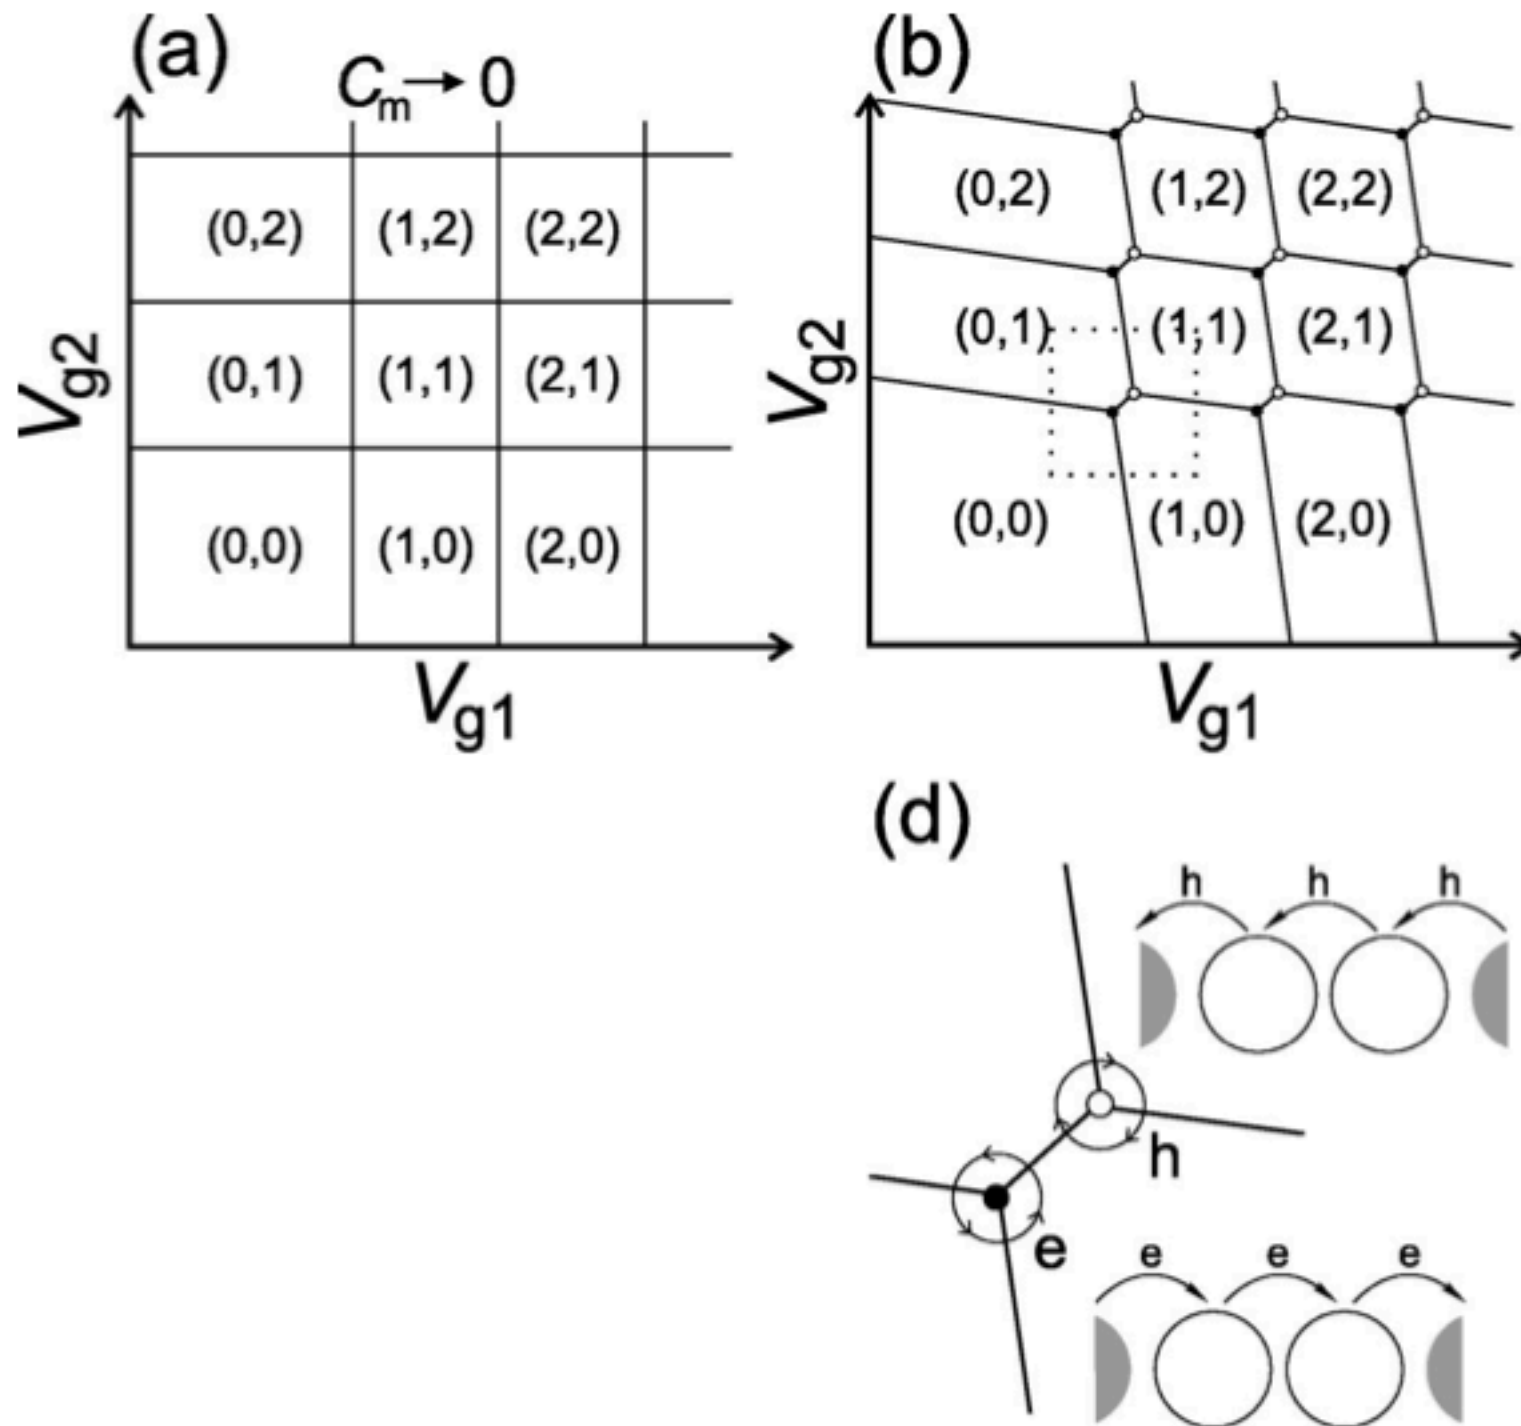 (a)
C_m → 0
(0,2) (1,2) (2,2)
(0,1) (1,1) (2,1)
(0,0) (1,0) (2,0)
V_g2
V_g1
(b)
(0,2) (1,2) (2,2)
(0,1) (1,1) (2,1)
(0,0) (1,0) (2,0)
V_g2
V_g1
(d)
h h h
h
e
e e e